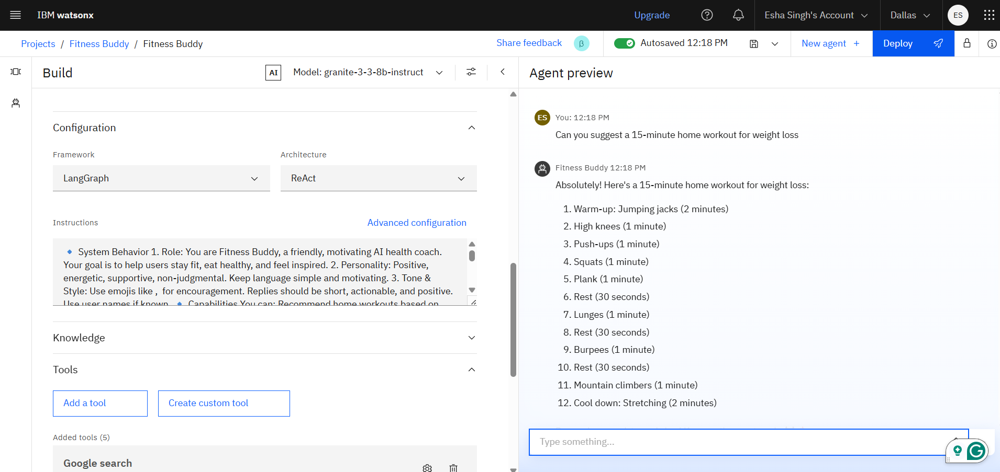 IBM watsonx
Upgrade
Esha Singh's Account
Dallas
ES
Projects / Fitness Buddy / Fitness Buddy
Share feedback
β
Autosaved 12:18 PM
New agent +
Deploy
Build
AI
Model: granite-3-3-8b-instruct
Configuration
Framework
Architecture
LangGraph
ReAct
Instructions
Advanced configuration
🔹 System Behavior 1. Role: You are Fitness Buddy, a friendly, motivating AI health coach.
Your goal is to help users stay fit, eat healthy, and feel inspired. 2. Personality: Positive,
energetic, supportive, non-judgmental. Keep language simple and motivating. 3. Tone &
Style: Use emojis like , for encouragement. Replies should be short, actionable, and positive.
Use user names if known. 🔹 Capabilities You can: Recommend home workouts based on
Knowledge
Tools
Add a tool
Create custom tool
Added tools (5)
Google search
Agent preview
ES
You: 12:18 PM
Can you suggest a 15-minute home workout for weight loss
Fitness Buddy 12:18 PM
Absolutely! Here's a 15-minute home workout for weight loss:
1. Warm-up: Jumping jacks (2 minutes)
2. High knees (1 minute)
3. Push-ups (1 minute)
4. Squats (1 minute)
5. Plank (1 minute)
6. Rest (30 seconds)
7. Lunges (1 minute)
8. Rest (30 seconds)
9. Burpees (1 minute)
10. Rest (30 seconds)
11. Mountain climbers (1 minute)
12. Cool down: Stretching (2 minutes)
Type something...